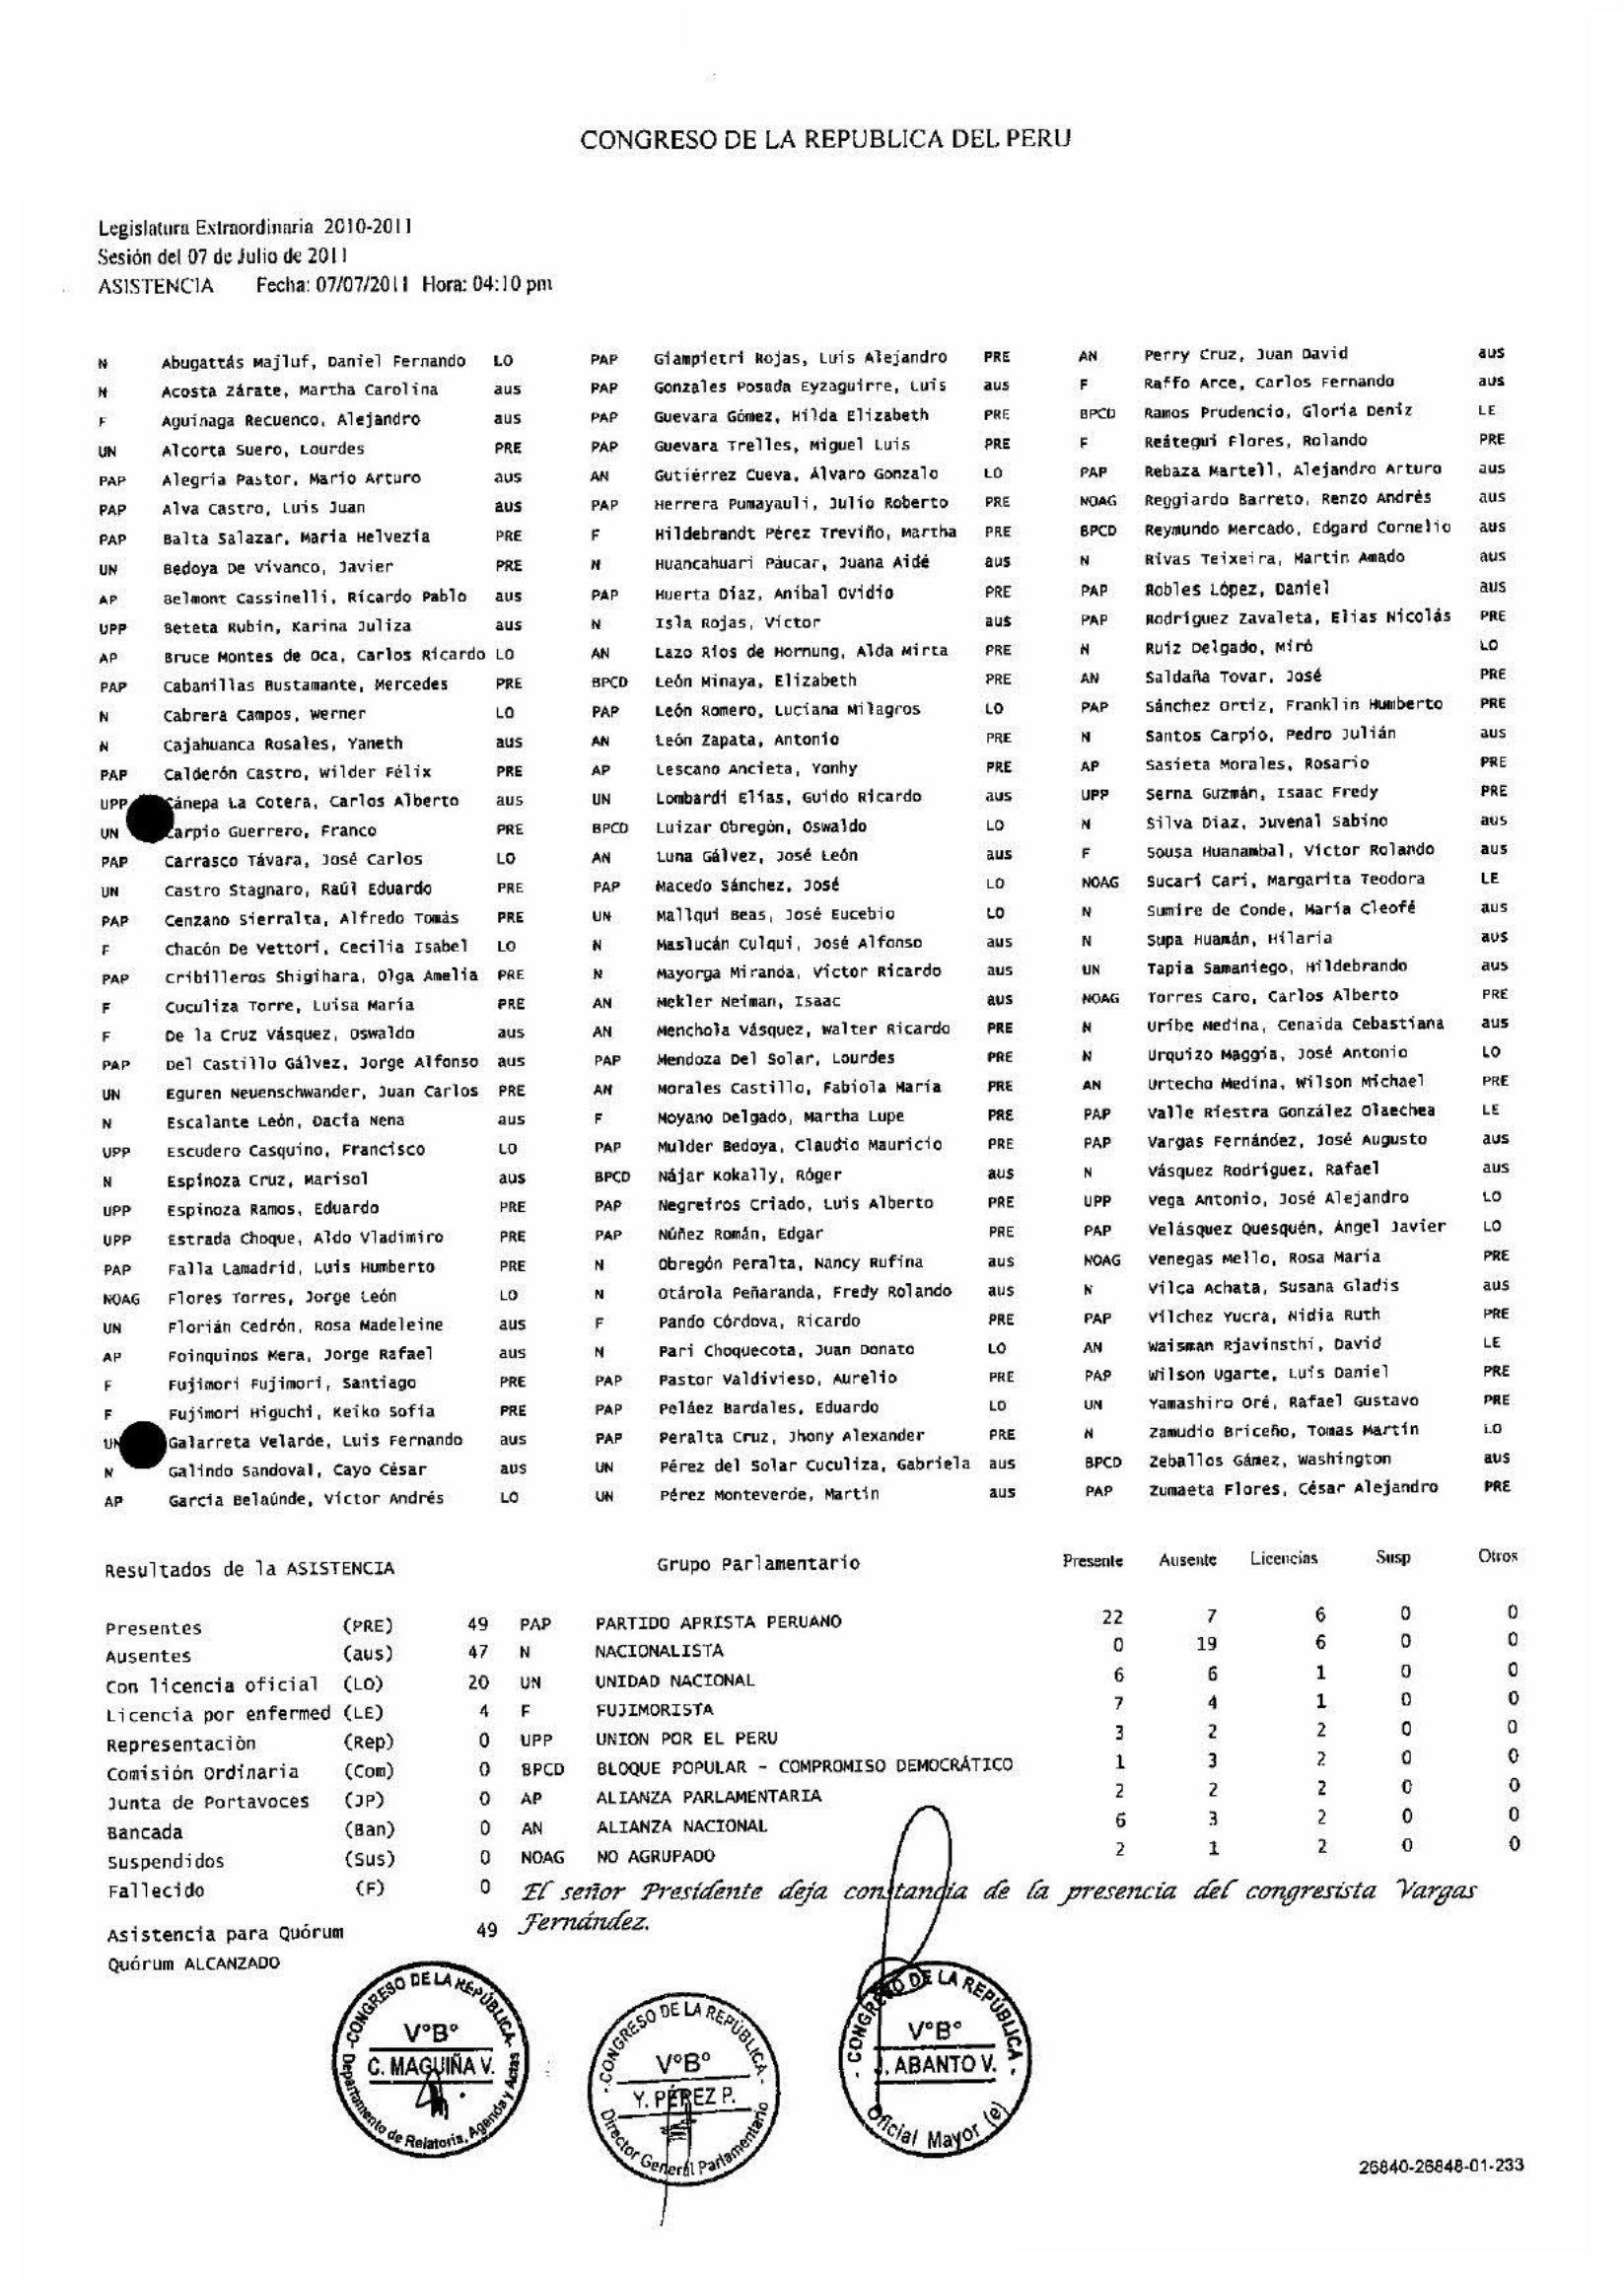 CONGRESO DE LA REPUBLICA DEL PERU
Legislatura Extraordinaria 2010-2011
Sesión del 07 de Julio de 2011
ASISTENCIA Fecha: 07/07/2011 Hora: 04:10 pm
N Abugattás Majluf, Daniel Fernando LO
N Acosta Zárate, Martha Carolina aus
F Aguinaga Recuenco, Alejandro aus
UN Alcorta Suero, Lourdes PRE
PAP Alegría Pastor, Mario Arturo aus
PAP Alva Castro, Luis Juan aus
PAP Balta Salazar, María Helvezia PRE
UN Bedoya De Vivanco, Javier PRE
AP Belmont Cassinelli, Ricardo Pablo aus
UPP Beteta Rubin, Karina Juliza aus
AP Bruce Montes de Oca, Carlos Ricardo LO
PAP Cabanillas Bustamante, Mercedes PRE
N Cabrera Campos, Werner LO
N Cajahuanca Rosales, Yaneth aus
PAP Calderón Castro, Wilder Félix PRE
UPP Cánepa La Cotera, Carlos Alberto aus
UN Carpio Guerrero, Franco PRE
PAP Carrasco Távara, José Carlos LO
UN Castro Stagnaro, Raúl Eduardo PRE
PAP Cenzano Sierralta, Alfredo Tomás PRE
F Chacón De Vettori, Cecilia Isabel LO
PAP Cribilleros Shigihara, Olga Amelia PRE
F Cuculiza Torre, Luisa María PRE
F De la Cruz Vásquez, Oswaldo aus
PAP Del Castillo Gálvez, Jorge Alfonso aus
UN Eguren Neuenschwander, Juan Carlos PRE
N Escalante León, Dacia Nena aus
UPP Escudero Casquino, Francisco LO
N Espinoza Cruz, Marisol aus
UPP Espinoza Ramos, Eduardo PRE
UPP Estrada Choque, Aldo Vladimiro PRE
PAP Falla Lamadrid, Luis Humberto PRE
NOAG Flores Torres, Jorge León LO
UN Florián Cedrón, Rosa Madeleine aus
AP Foinquinos Mera, Jorge Rafael aus
F Fujimori Fujimori, Santiago PRE
F Fujimori Higuchi, Keiko Sofía PRE
UN Galarreta Velarde, Luis Fernando aus
N Galindo Sandoval, Cayo César aus
AP García Belaúnde, Víctor Andrés LO
PAP Giampietri Rojas, Luis Alejandro PRE
PAP Gonzales Posada Eyzaguirre, Luis aus
PAP Guevara Gómez, Hilda Elizabeth PRE
PAP Guevara Trelles, Miguel Luis PRE
AN Gutiérrez Cueva, Álvaro Gonzalo LO
PAP Herrera Pumayauli, Julio Roberto PRE
F Hildebrandt Pérez Treviño, Martha PRE
N Huancahuari Páucar, Juana Aidé aus
PAP Huerta Díaz, Anibal Ovidio PRE
N Isla Rojas, Víctor aus
AN Lazo Ríos de Hornung, Alda Mirta PRE
BPCD León Minaya, Elizabeth PRE
PAP León Romero, Luciana Milagros LO
AN León Zapata, Antonio PRE
AP Lescano Ancieta, Yonhy PRE
UN Lombardi Elías, Guido Ricardo aus
BPCD Luizar Obregón, Oswaldo LO
AN Luna Gálvez, José León aus
PAP Macedo Sánchez, José LO
UN Mallqui Beas, José Eucebio LO
N Maslucán Culqui, José Alfonso aus
N Mayorga Miranda, Víctor Ricardo aus
AN Mekler Neiman, Isaac aus
AN Menchola Vásquez, Walter Ricardo PRE
PAP Mendoza Del Solar, Lourdes PRE
AN Morales Castillo, Fabiola María PRE
F Moyano Delgado, Martha Lupe PRE
PAP Mulder Bedoya, Claudio Mauricio PRE
BPCD Nájar Kokally, Róger aus
PAP Negreiros Criado, Luis Alberto PRE
PAP Núñez Román, Edgar PRE
N Obregón Peralta, Nancy Rufina aus
N Otárola Peñaranda, Fredy Rolando aus
F Pando Córdova, Ricardo PRE
N Pari Choquecota, Juan Donato LO
PAP Pastor Valdivieso, Aurelio PRE
PAP Peláez Bardales, Eduardo LO
PAP Peralta Cruz, Jhony Alexander PRE
UN Pérez del Solar Cuculiza, Gabriela aus
UN Pérez Monteverde, Martín aus
AN Perry Cruz, Juan David aus
F Raffo Arce, Carlos Fernando aus
BPCD Ramos Prudencio, Gloria Deniz LE
F Reátegui Flores, Rolando PRE
PAP Rebaza Martell, Alejandro Arturo aus
NOAG Reggiardo Barreto, Renzo Andrés aus
BPCD Reymundo Mercado, Edgard Cornelio aus
N Rivas Teixeira, Martín Amado aus
PAP Robles López, Daniel aus
PAP Rodríguez Zavaleta, Elías Nicolás PRE
N Ruiz Delgado, Miró LO
AN Saldaña Tovar, José PRE
PAP Sánchez Ortiz, Franklin Humberto PRE
N Santos Carpio, Pedro Julián aus
AP Sasieta Morales, Rosario PRE
UPP Serna Guzmán, Isaac Fredy PRE
N Silva Díaz, Juvenal Sabino aus
F Sousa Huanambal, Víctor Rolando aus
NOAG Sucari Cari, Margarita Teodora LE
N Sumire de Conde, María Cleofé aus
N Supa Huamán, Hilaria aus
UN Tapia Samaniego, Hildebrando aus
NOAG Torres Caro, Carlos Alberto PRE
N Uribe Medina, Cenaida Cebastiana aus
N Urquizo Maggia, José Antonio LO
AN Urtecho Medina, Wilson Michael PRE
PAP Valle Riestra González Olaechea LE
PAP Vargas Fernández, José Augusto aus
N Vásquez Rodríguez, Rafael aus
UPP Vega Antonio, José Alejandro LO
PAP Velásquez Quesquén, Ángel Javier LO
NOAG Venegas Mello, Rosa María PRE
N Vilca Achata, Susana Gladis aus
PAP Vilchez Yucra, Nidia Ruth PRE
AN Waisman Rjavinsthi, David LE
PAP Wilson Ugarte, Luis Daniel PRE
UN Yamashiro Oré, Rafael Gustavo PRE
N Zamudio Briceño, Tomas Martín LO
BPCD Zeballos Gámez, Washington aus
PAP Zumaeta Flores, César Alejandro PRE
Resultados de la ASISTENCIA
Presentes (PRE) 49
Ausentes (aus) 47
Con licencia oficial (LO) 20
Licencia por enfermed (LE) 4
Representación (Rep) 0
Comisión Ordinaria (Com) 0
Junta de Portavoces (JP) 0
Bancada (Ban) 0
Suspendidos (Sus) 0
Fallecido (F) 0
Asistencia para Quórum 49
Quórum ALCANZADO
Grupo Parlamentario Presente Ausente Licencias Susp Otros
PAP PARTIDO APRISTA PERUANO 22 7 6 0 0
N NACIONALISTA 0 19 6 0 0
UN UNIDAD NACIONAL 6 6 1 0 0
F FUJIMORISTA 7 4 1 0 0
UPP UNION POR EL PERU 3 2 2 0 0
BPCD BLOQUE POPULAR - COMPROMISO DEMOCRÁTICO 1 3 2 0 0
AP ALIANZA PARLAMENTARIA 2 2 2 0 0
AN ALIANZA NACIONAL 6 3 2 0 0
NOAG NO AGRUPADO 2 1 2 0 0
El señor Presidente deja constancia de la presencia del congresista Vargas
Fernández.
-CONGRESO DE LA REPÚBLICA-
V°B°
C. MAGUIÑA V.
Departamento de Relatoría, Agenda y Actas
-CONGRESO DE LA REPÚBLICA-
V°B°
Y. PÉREZ P.
Director General Parlamentario
- CONGRESO DE LA REPÚBLICA -
V°B°
J. ABANTO V.
Oficial Mayor (e)
26840-26848-01-233